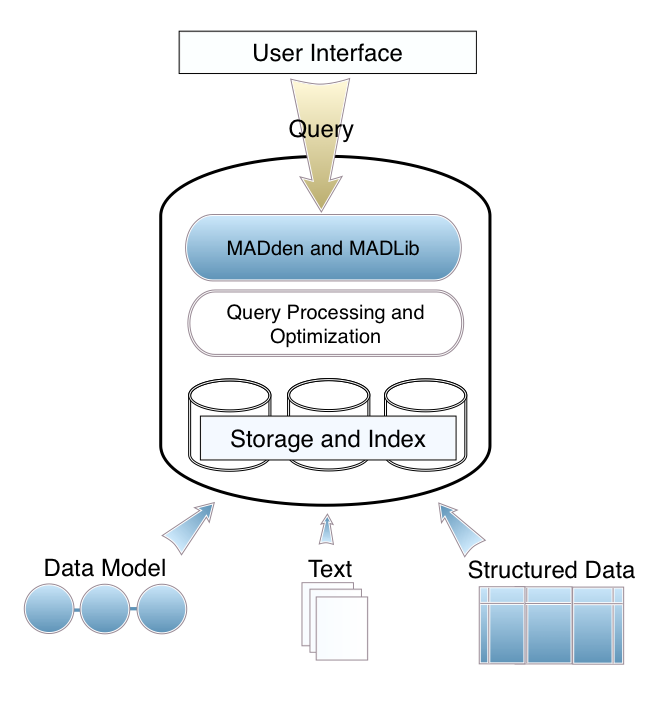 User Interface
Query
MADden and MADLib
Query Processing and
Optimization
Storage and Index
Data Model
Text
Structured Data